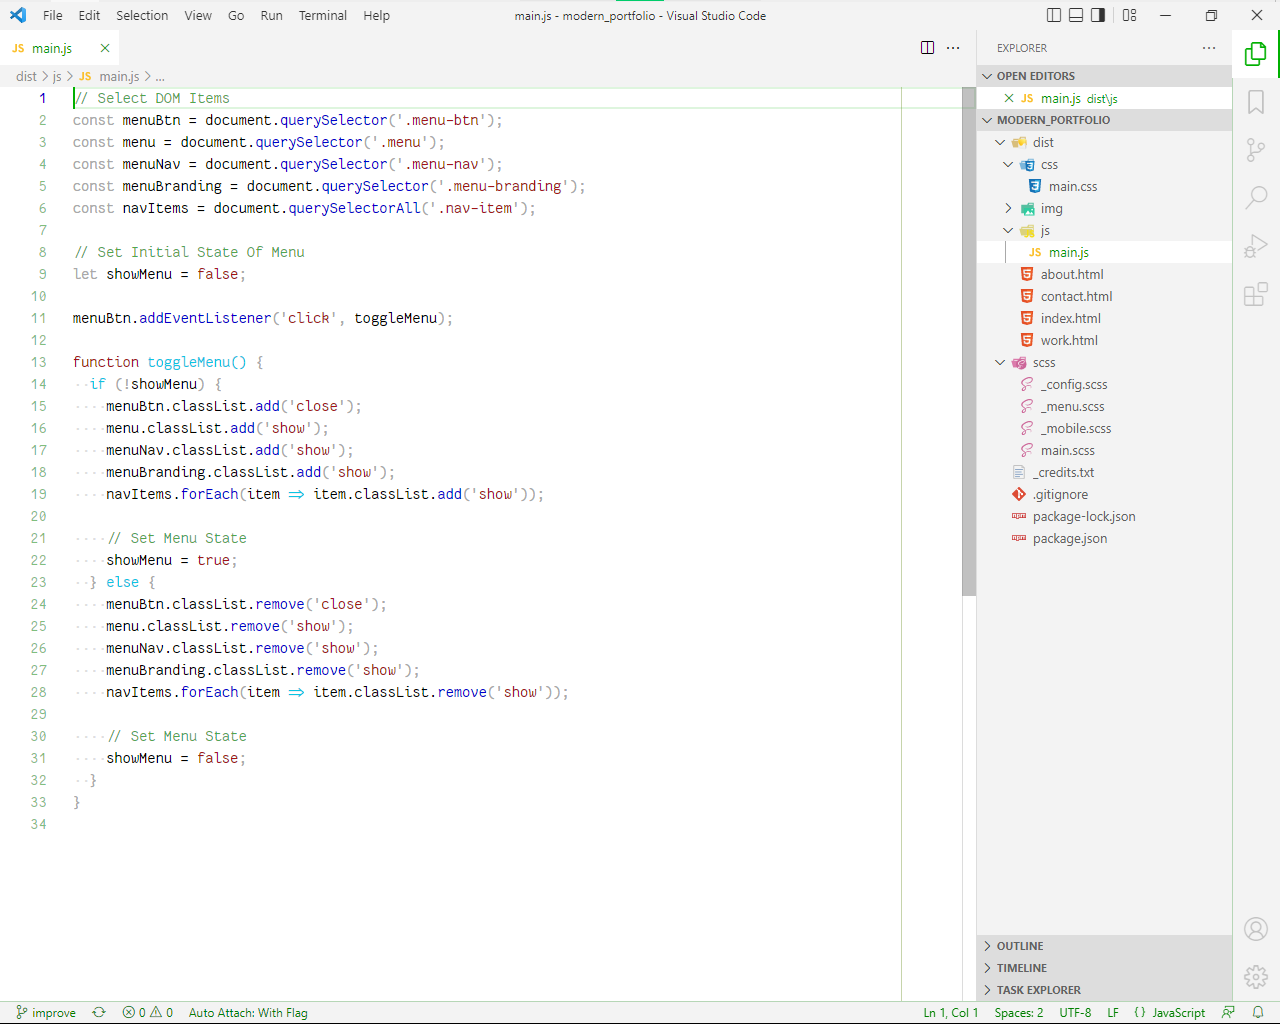 File Edit Selection View Go Run Terminal Help
main.js - modern_portfolio - Visual Studio Code
JS main.js
dist > js > JS main.js > ...
1 // Select DOM Items
2 const menuBtn = document.querySelector('.menu-btn');
3 const menu = document.querySelector('.menu');
4 const menuNav = document.querySelector('.menu-nav');
5 const menuBranding = document.querySelector('.menu-branding');
6 const navItems = document.querySelectorAll('.nav-item');
7
8 // Set Initial State Of Menu
9 let showMenu = false;
10
11 menuBtn.addEventListener('click', toggleMenu);
12
13 function toggleMenu() {
14 if (!showMenu) {
15 menuBtn.classList.add('close');
16 menu.classList.add('show');
17 menuNav.classList.add('show');
18 menuBranding.classList.add('show');
19 navItems.forEach(item => item.classList.add('show'));
20
21 // Set Menu State
22 showMenu = true;
23 } else {
24 menuBtn.classList.remove('close');
25 menu.classList.remove('show');
26 menuNav.classList.remove('show');
27 menuBranding.classList.remove('show');
28 navItems.forEach(item => item.classList.remove('show'));
29
30 // Set Menu State
31 showMenu = false;
32 }
33 }
34
EXPLORER
OPEN EDITORS
JS main.js dist\js
MODERN_PORTFOLIO
dist
css
main.css
img
js
JS main.js
about.html
contact.html
index.html
work.html
scss
_config.scss
_menu.scss
_mobile.scss
main.scss
_credits.txt
.gitignore
package-lock.json
package.json
OUTLINE
TIMELINE
TASK EXPLORER
improve 0 0 Auto Attach: With Flag
Ln 1, Col 1 Spaces: 2 UTF-8 LF {} JavaScript